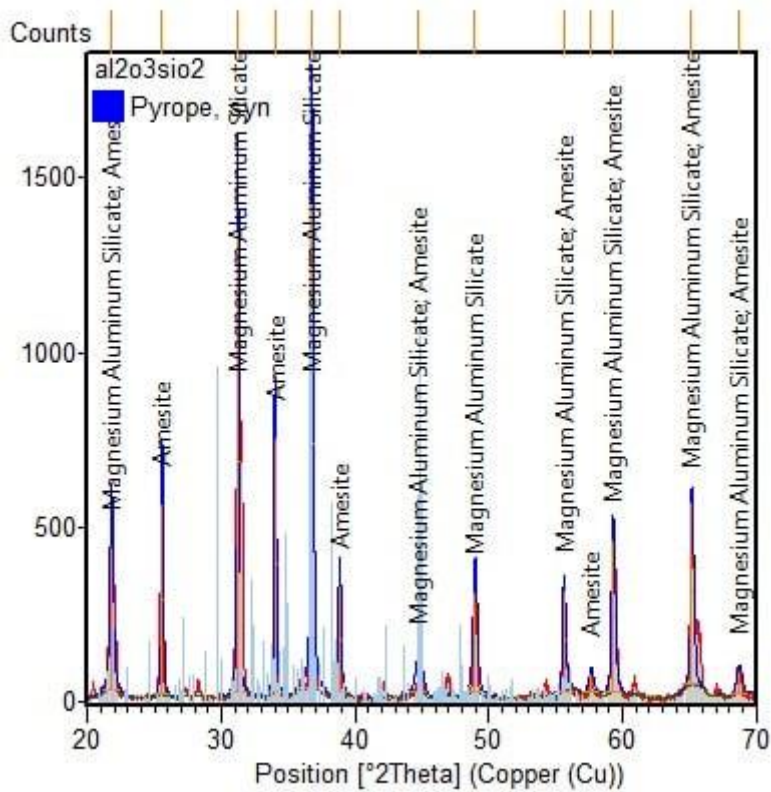 Counts
al2o3sio2
Pyrope, syn
1500
1000
500
0
Magnesium Aluminum Silicate; Amesite
Amesite
Magnesium Aluminum Silicate
Amesite
Magnesium Aluminum Silicate
Amesite
Magnesium Aluminum Silicate; Amesite
Magnesium Aluminum Silicate
Magnesium Aluminum Silicate; Amesite
Amesite
Magnesium Aluminum Silicate; Amesite
Magnesium Aluminum Silicate; Amesite
Magnesium Aluminum Silicate; Amesite
20 30 40 50 60 70
Position [°2Theta] (Copper (Cu))